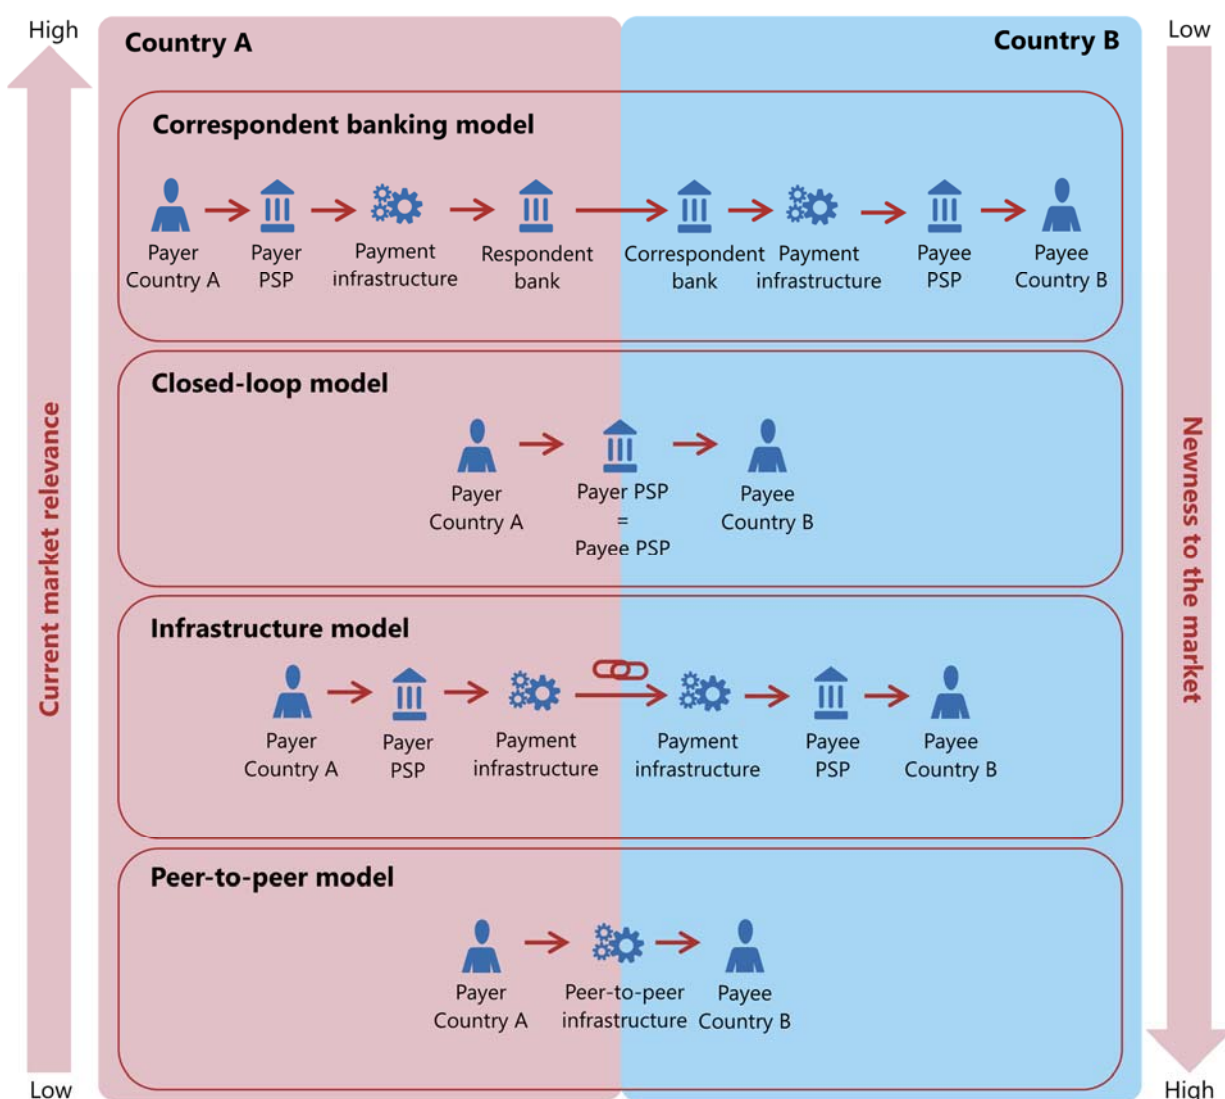 High
Low
Country A
Country B
Correspondent banking model
Payer
Country A
Payer
PSP
Payment
infrastructure
Respondent
bank
Correspondent
bank
Payment
infrastructure
Payee
PSP
Payee
Country B
Closed-loop model
Payer
Country A
Payer PSP
=
Payee PSP
Payee
Country B
Current market relevance
Newness to the market
Infrastructure model
Payer
Country A
Payer
PSP
Payment
infrastructure
Payment
infrastructure
Payee
PSP
Payee
Country B
Peer-to-peer model
Payer
Country A
Peer-to-peer
infrastructure
Payee
Country B
Low
High